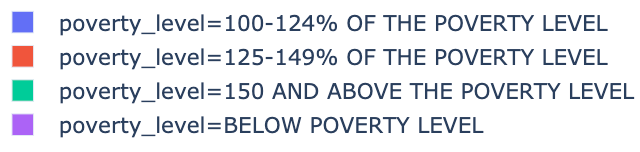 poverty_level=100-124% OF THE POVERTY LEVEL
poverty_level=125-149% OF THE POVERTY LEVEL
poverty_level=150 AND ABOVE THE POVERTY LEVEL
poverty_level=BELOW POVERTY LEVEL